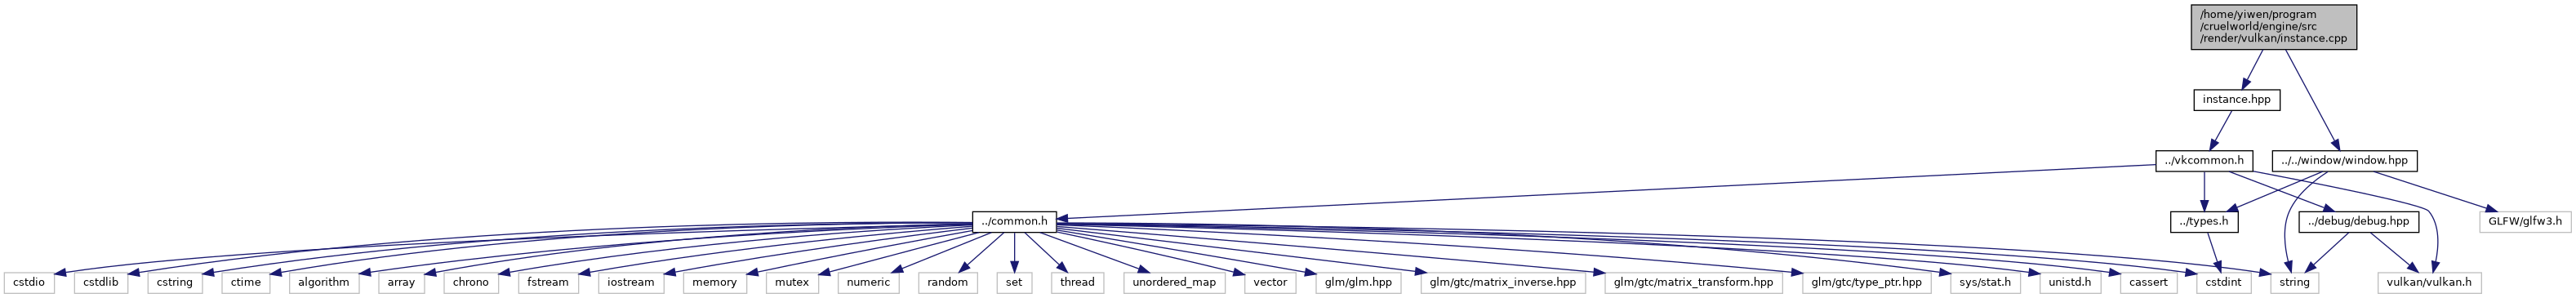 /home/yiwen/program
/cruelworld/engine/src
/render/vulkan/instance.cpp
instance.hpp
../vkcommon.h
../../window/window.hpp
../common.h
../types.h
../debug/debug.hpp
GLFW/glfw3.h
cstdio
cstdlib
cstring
ctime
algorithm
array
chrono
fstream
iostream
memory
mutex
numeric
random
set
thread
unordered_map
vector
glm/glm.hpp
glm/gtc/matrix_inverse.hpp
glm/gtc/matrix_transform.hpp
glm/gtc/type_ptr.hpp
sys/stat.h
unistd.h
cassert
cstdint
string
vulkan/vulkan.h